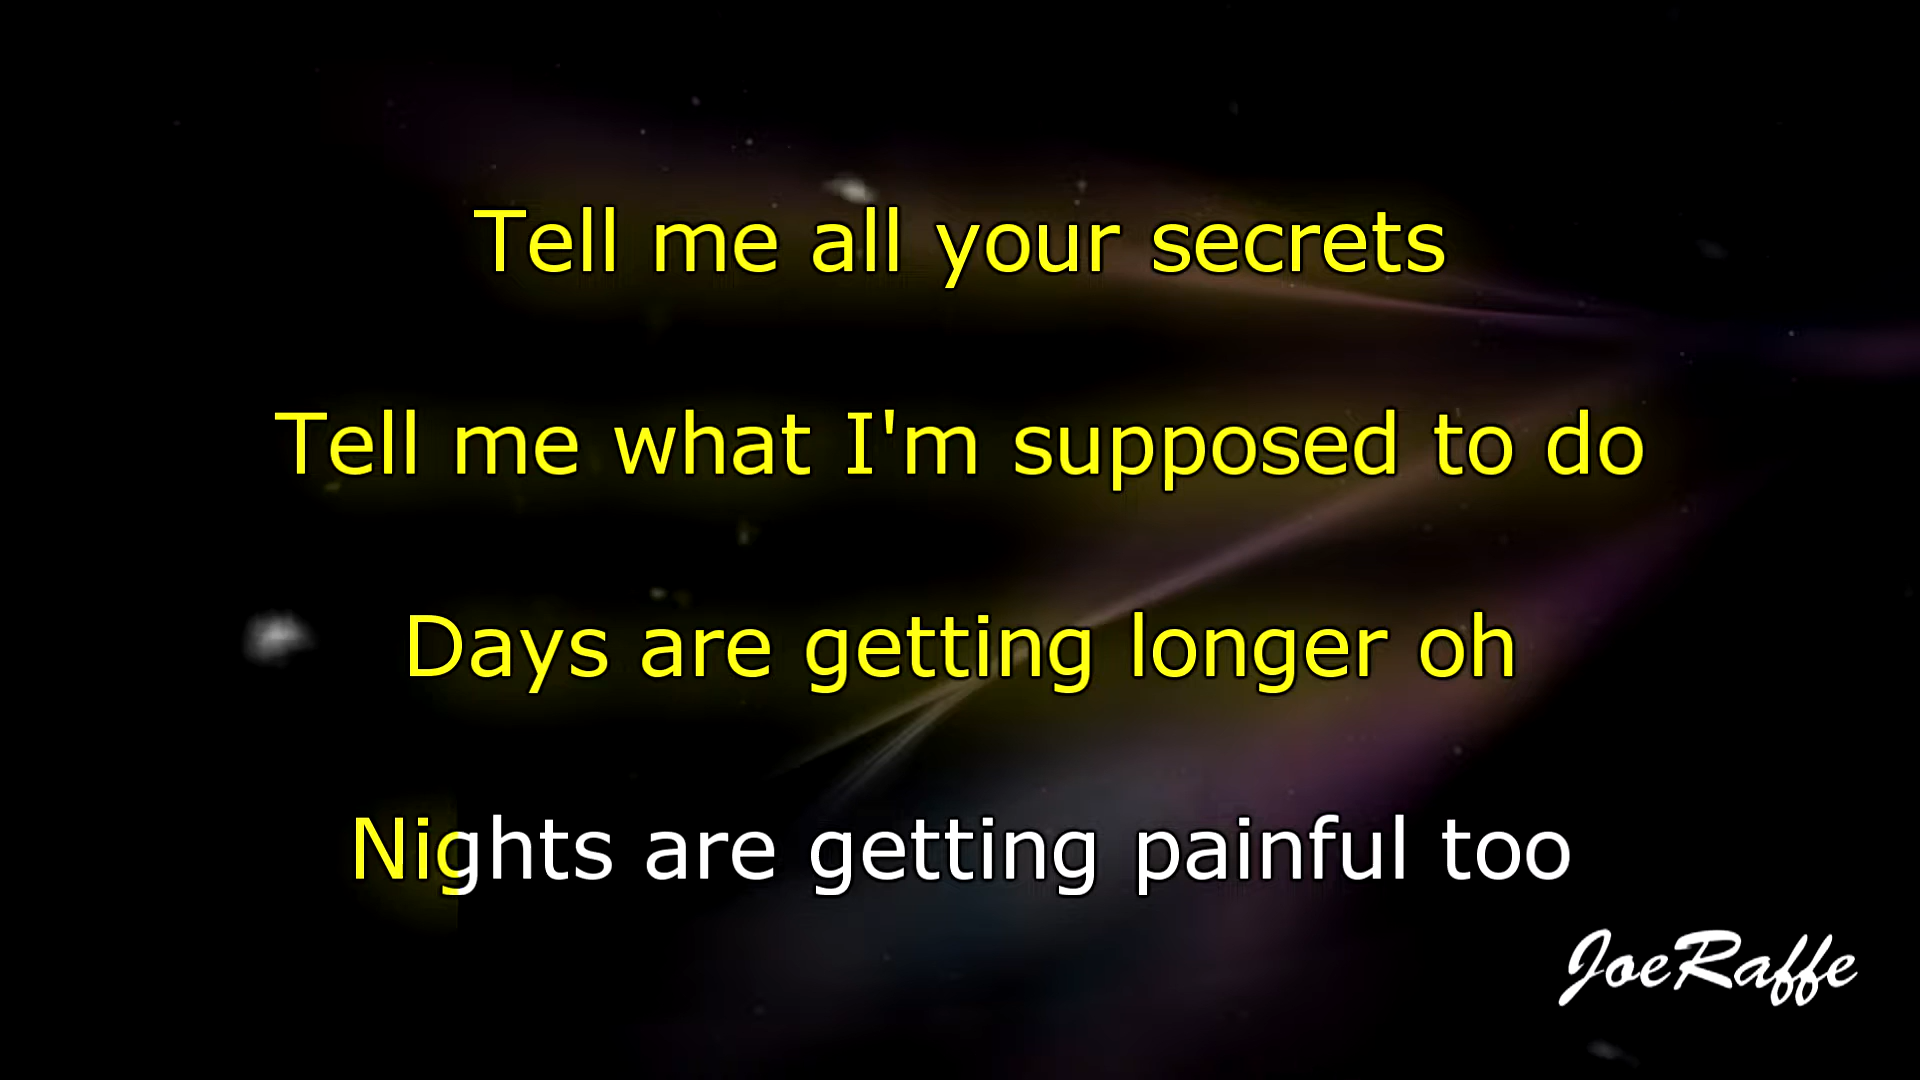 Tell me all your secrets
Tell me what I'm supposed to do
Days are getting longer oh
Nights are getting painful too
JoeRaffe